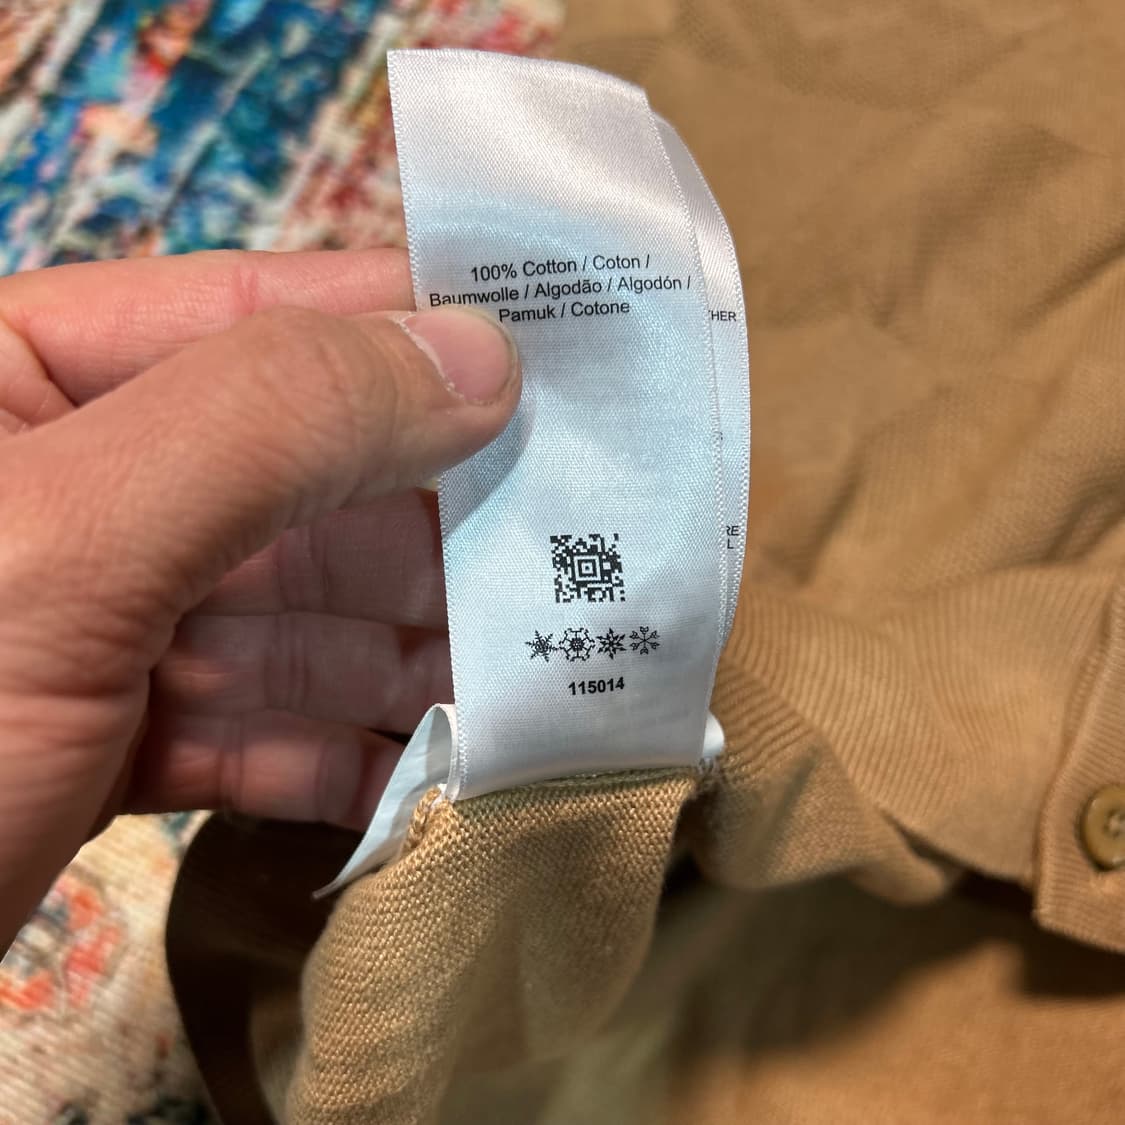 100% Cotton / Coton /
Baumwolle / Algodão / Algodón /
Pamuk / Cotone
115014